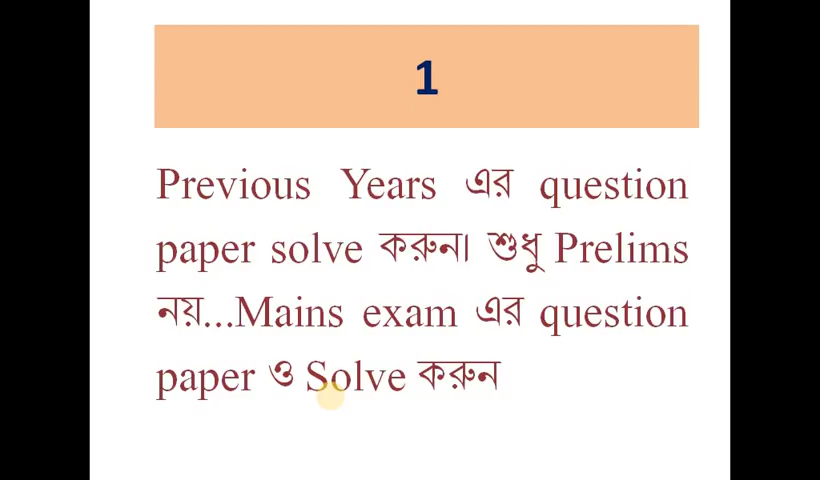 1
Previous Years এর question
paper solve করুন। শুধু Prelims
নয়...Mains exam এর question
paper ও Solve করুন